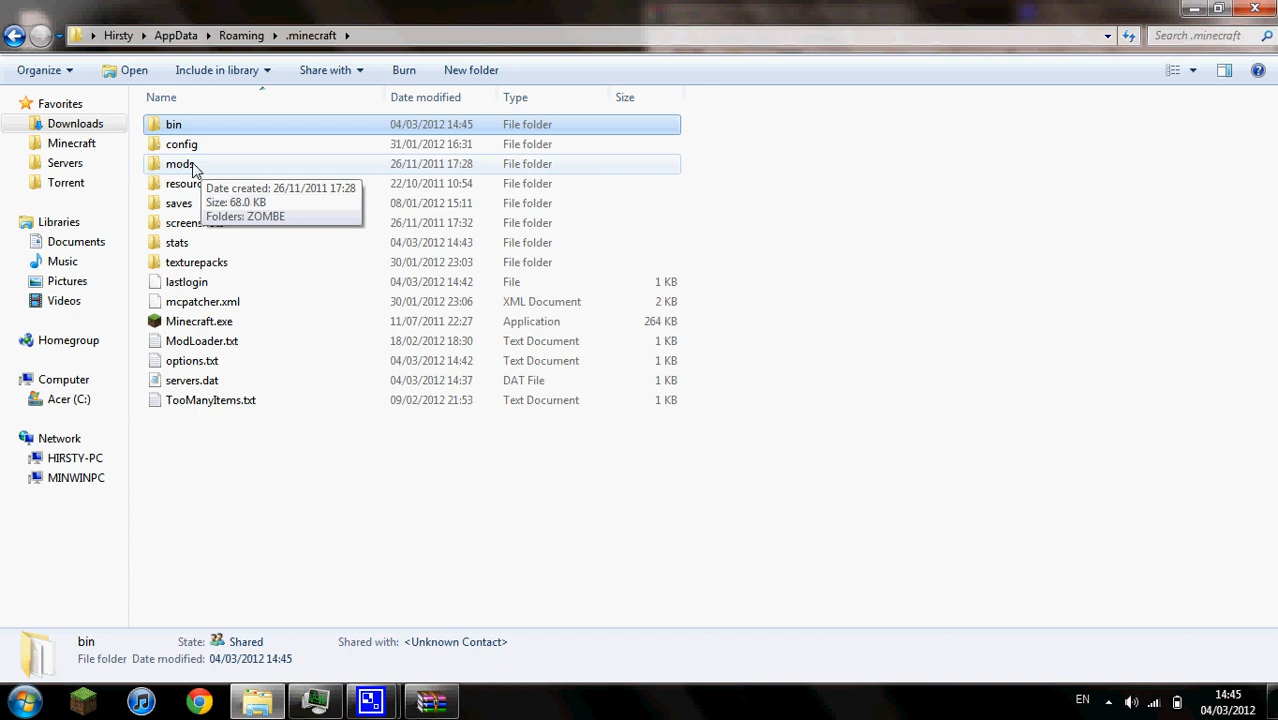 Hirsty AppData Roaming .minecraft Search .minecraft
Organize Open Include in library Share with Burn New folder
Name Date modified Type Size
Favorites
Downloads
Minecraft
Servers
Torrent
Libraries
Documents
Music
Pictures
Videos
Homegroup
Computer
Acer (C:)
Network
HIRSTY-PC
MINWINPC
bin 04/03/2012 14:45 File folder
config 31/01/2012 16:31 File folder
mods 26/11/2011 17:28 File folder
resour 22/10/2011 10:54 File folder
saves 08/01/2012 15:11 File folder
screens 26/11/2011 17:32 File folder
stats 04/03/2012 14:43 File folder
texturepacks 30/01/2012 23:03 File folder
lastlogin 04/03/2012 14:42 File 1 KB
mcpatcher.xml 30/01/2012 23:06 XML Document 2 KB
Minecraft.exe 11/07/2011 22:27 Application 264 KB
ModLoader.txt 18/02/2012 18:30 Text Document 1 KB
options.txt 04/03/2012 14:42 Text Document 1 KB
servers.dat 04/03/2012 14:37 DAT File 1 KB
TooManyItems.txt 09/02/2012 21:53 Text Document 1 KB
Date created: 26/11/2011 17:28
Size: 68.0 KB
Folders: ZOMBE
bin State: Shared Shared with: <Unknown Contact>
File folder Date modified: 04/03/2012 14:45
EN 14:45
04/03/2012